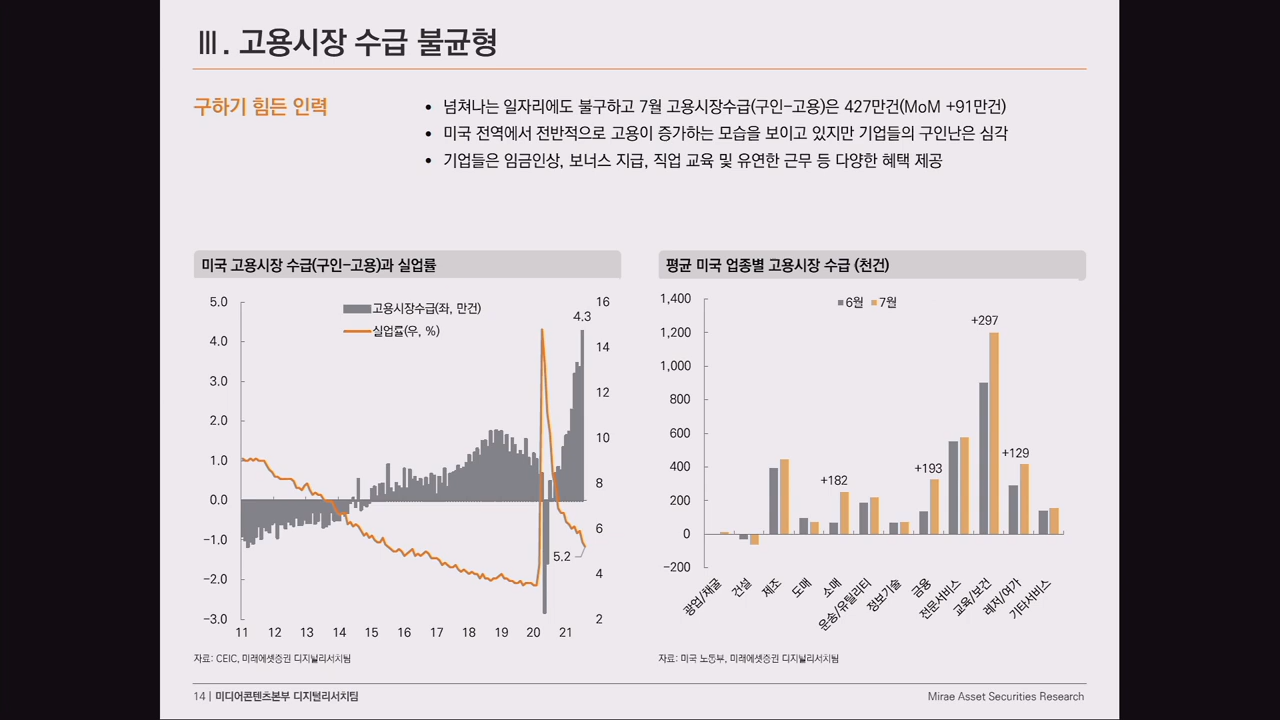 Ⅲ. 고용시장 수급 불균형
구하기 힘든 인력
• 넘쳐나는 일자리에도 불구하고 7월 고용시장수급(구인-고용)은 427만건(MoM +91만건)
• 미국 전역에서 전반적으로 고용이 증가하는 모습을 보이고 있지만 기업들의 구인난은 심각
• 기업들은 임금인상, 보너스 지급, 직업 교육 및 유연한 근무 등 다양한 혜택 제공
미국 고용시장 수급(구인-고용)과 실업률
5.0
4.0
3.0
2.0
1.0
0.0
-1.0
-2.0
-3.0
고용시장수급(좌, 만건)
실업률(우, %)
4.3
5.2
16
14
12
10
8
6
4
2
11 12 13 14 15 16 17 18 19 20 21
자료: CEIC, 미래에셋증권 디지털리서치팀
평균 미국 업종별 고용시장 수급 (천건)
1,400
1,200
1,000
800
600
400
200
0
-200
6월 7월
+182
+193
+297
+129
광업/채굴
건설
제조
도매
소매
운송/유틸리티
정보기술
금융
전문서비스
교육/보건
레저/여가
기타서비스
자료: 미국 노동부, 미래에셋증권 디지털리서치팀
14 | 미디어콘텐츠본부 디지털리서치팀
Mirae Asset Securities Research